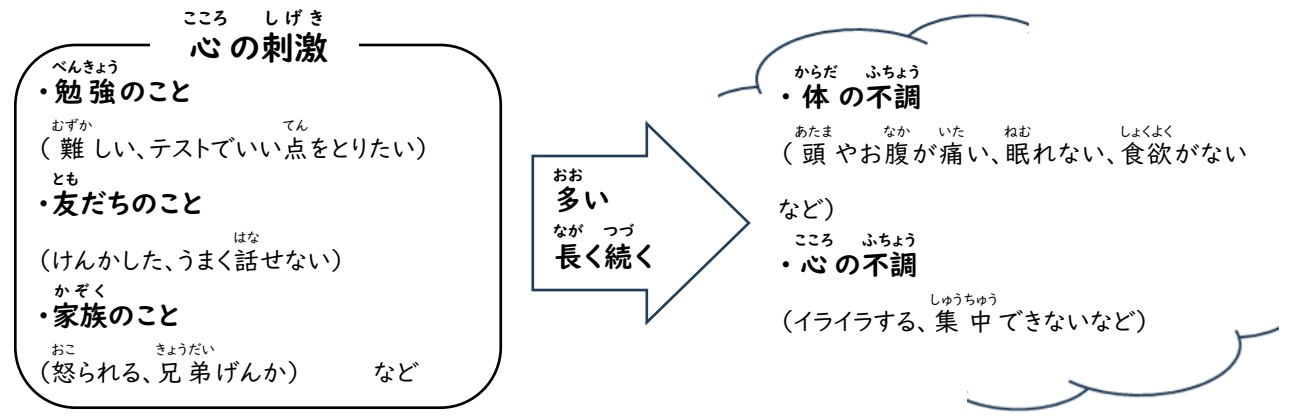 こころ しげき
心の刺激
べんきょう
・勉強のこと
むずか てん
（難しい、テストでいい点をとりたい）
とも
・友だちのこと
はな
（けんかした、うまく話せない）
かぞく
・家族のこと
おこ きょうだい
（怒られる、兄弟げんか） など
おお
多い
なが つづ
長く続く
からだ ふちょう
・体の不調
あたま なか いた ねむ しょくよく
（頭やお腹が痛い、眠れない、食欲がない
など）
こころ ふちょう
・心の不調
しゅうちゅう
（イライラする、集中できないなど）